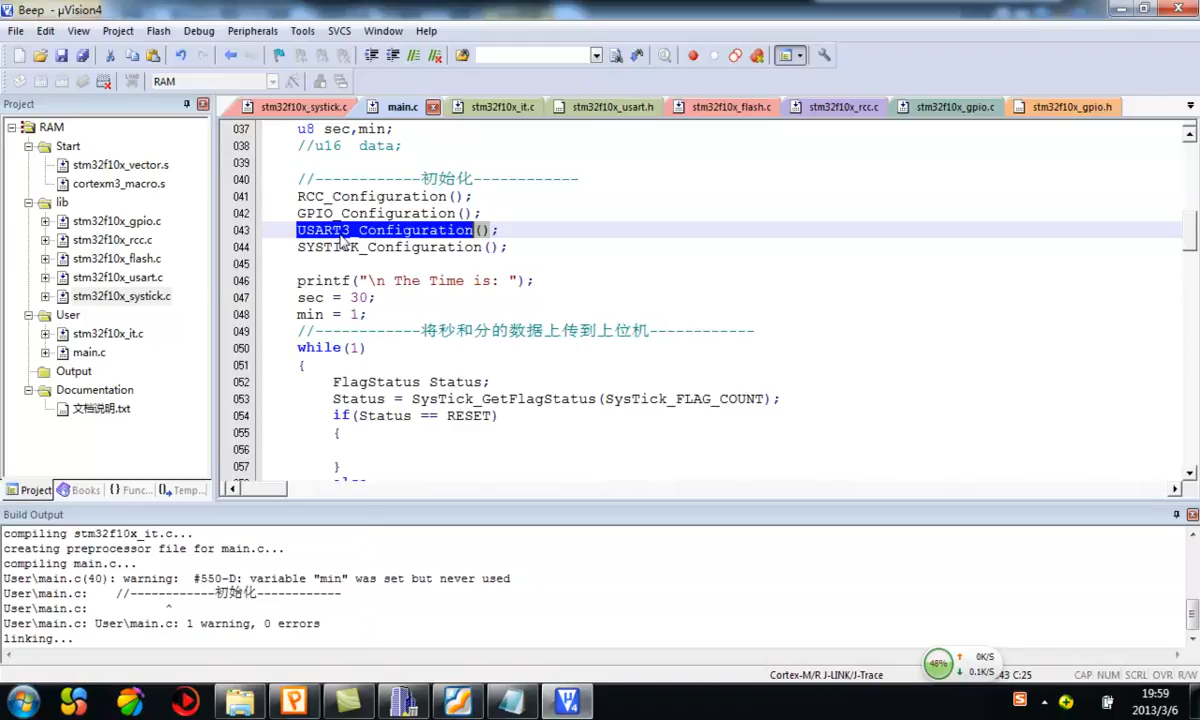 Beep - µVision4
File Edit View Project Flash Debug Peripherals Tools SVCS Window Help
RAM
Project
stm32f10x_systick.c main.c stm32f10x_it.c stm32f10x_usart.h stm32f10x_flash.c stm32f10x_rcc.c stm32f10x_gpio.c stm32f10x_gpio.h
RAM
Start
stm32f10x_vector.s
cortexm3_macro.s
lib
stm32f10x_gpio.c
stm32f10x_rcc.c
stm32f10x_flash.c
stm32f10x_usart.c
stm32f10x_systick.c
User
stm32f10x_it.c
main.c
Output
Documentation
文档说明.txt
Project Books {} Func... Temp...
037 u8 sec,min;
038 //u16 data;
039
040 //------------初始化------------
041 RCC_Configuration();
042 GPIO_Configuration();
043 USART3_Configuration();
044 SYSTICK_Configuration();
045
046 printf("\n The Time is: ");
047 sec = 30;
048 min = 1;
049 //------------将秒和分的数据上传到上位机------------
050 while(1)
051 {
052 FlagStatus Status;
053 Status = SysTick_GetFlagStatus(SysTick_FLAG_COUNT);
054 if(Status == RESET)
055 {
056
057 }
Build Output
compiling stm32f10x_it.c...
creating preprocessor file for main.c...
compiling main.c...
User\main.c(40): warning: #550-D: variable "min" was set but never used
User\main.c: //------------初始化------------
User\main.c: ^
User\main.c: User\main.c: 1 warning, 0 errors
linking...
48% 0K/S
0.1K/S
Cortex-M/R J-LINK/J-Trace :43 C:25 CAP NUM SCRL OVR R/W
19:59
2013/3/6